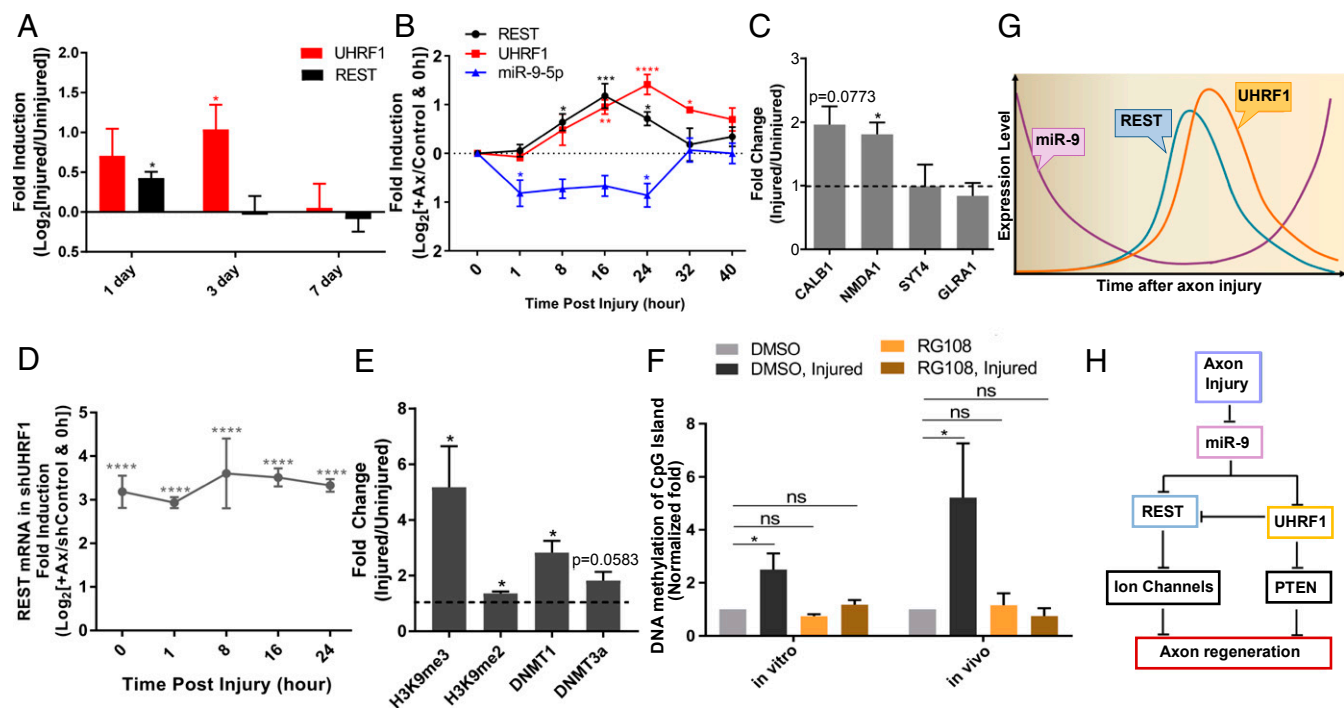 A
Fold Induction
(Log2[Injured/Uninjured])
2.0
1.5
1.0
0.5
0.0
0.5
UHRF1
REST
*
*
1 day
3 day
7 day
B
Fold Induction
(Log2[+Ax/Control & 0h])
REST
UHRF1
miR-9-5p
2
1
0
1
2
*
***
****
*
*
**
*
*
0
1
8
16
24
32
40
Time Post Injury (hour)
C
Fold Change
(Injured/Uninjured)
3
2
1
0
p=0.0773
*
CALB1
NMDA1
SYT4
GLRA1
G
Expression Level
miR-9
REST
UHRF1
Time after axon injury
D
REST mRNA in shUHRF1
Fold Induction
(Log2[+Ax/shControl & 0h])
5
4
3
2
1
0
****
****
****
****
****
0
1
8
16
24
Time Post Injury (hour)
E
Fold Change
(Injured/Uninjured)
8
6
4
2
0
*
*
*
p=0.0583
H3K9me3
H3K9me2
DNMT1
DNMT3a
F
DMSO
DMSO, Injured
RG108
RG108, Injured
DNA methylation of CpG Island
(Normalized fold)
8
6
4
2
0
ns
ns
*
ns
ns
*
in vitro
in vivo
H
Axon
Injury
miR-9
REST
UHRF1
Ion Channels
PTEN
Axon regeneration